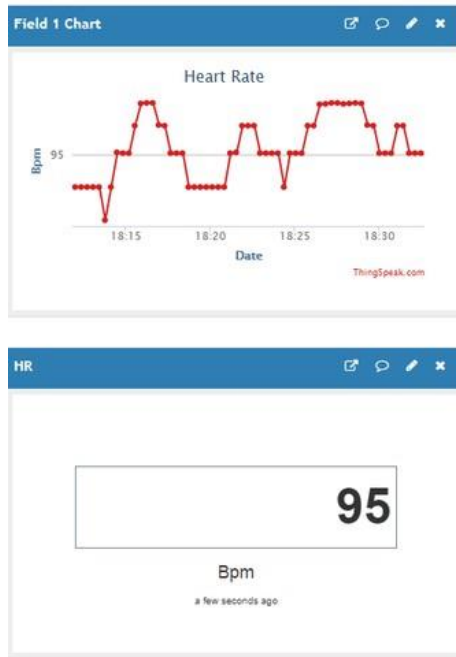 Field 1 Chart
Heart Rate
Bpm
95
18:15 18:20 18:25 18:30
Date
ThingSpeak.com
HR
95
Bpm
a few seconds ago